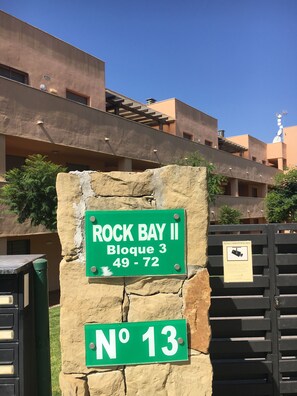 ROCK BAY II
Bloque 3
49 - 72
Nº 13